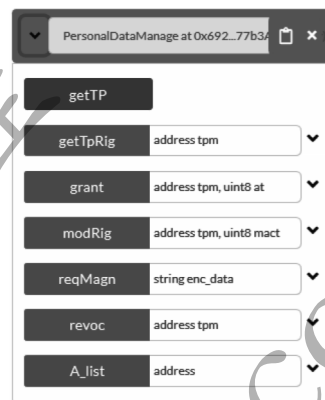 PersonalDataManage at 0x692...77b3A
getTP
getTpRig address tpm
grant address tpm, uint8 at
modRig address tpm, uint8 mact
reqMagn string enc_data
revoc address tpm
A_list address